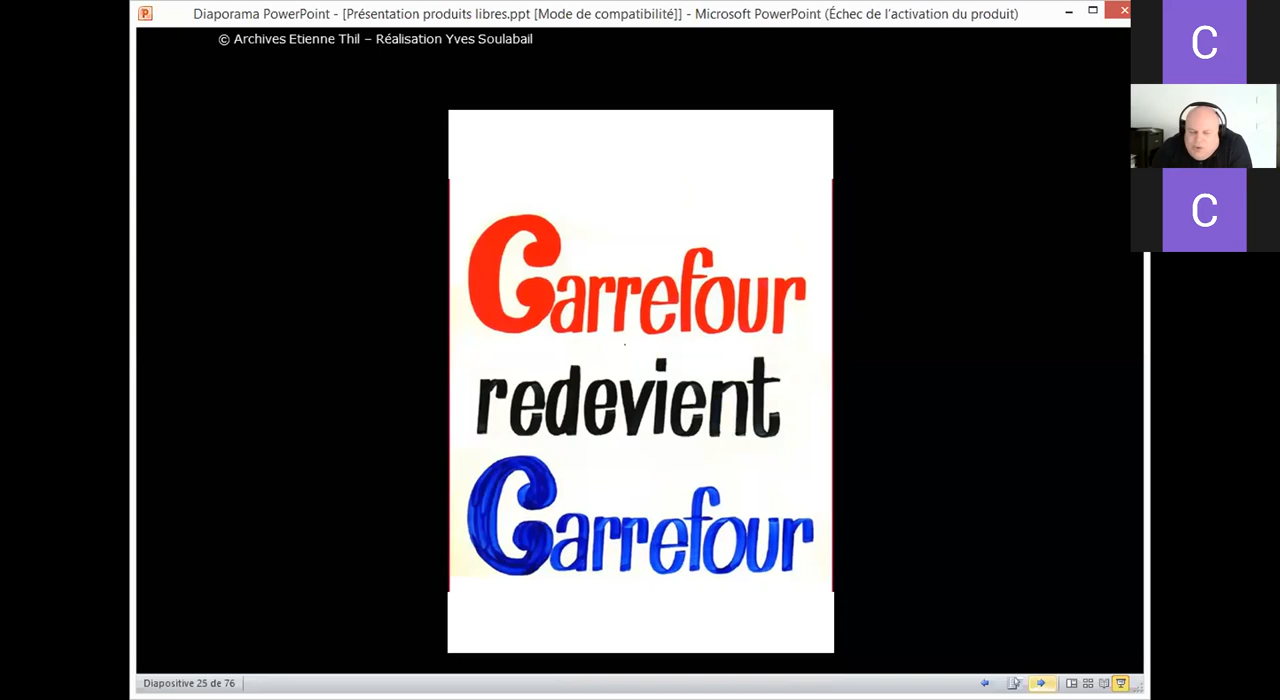 Diaporama PowerPoint - [Présentation produits libres.ppt [Mode de compatibilité]] - Microsoft PowerPoint (Échec de l'activation du produit)
© Archives Etienne Thil – Réalisation Yves Soulabail
C
C
Carrefour
redevient
Carrefour
Diapositive 25 de 76